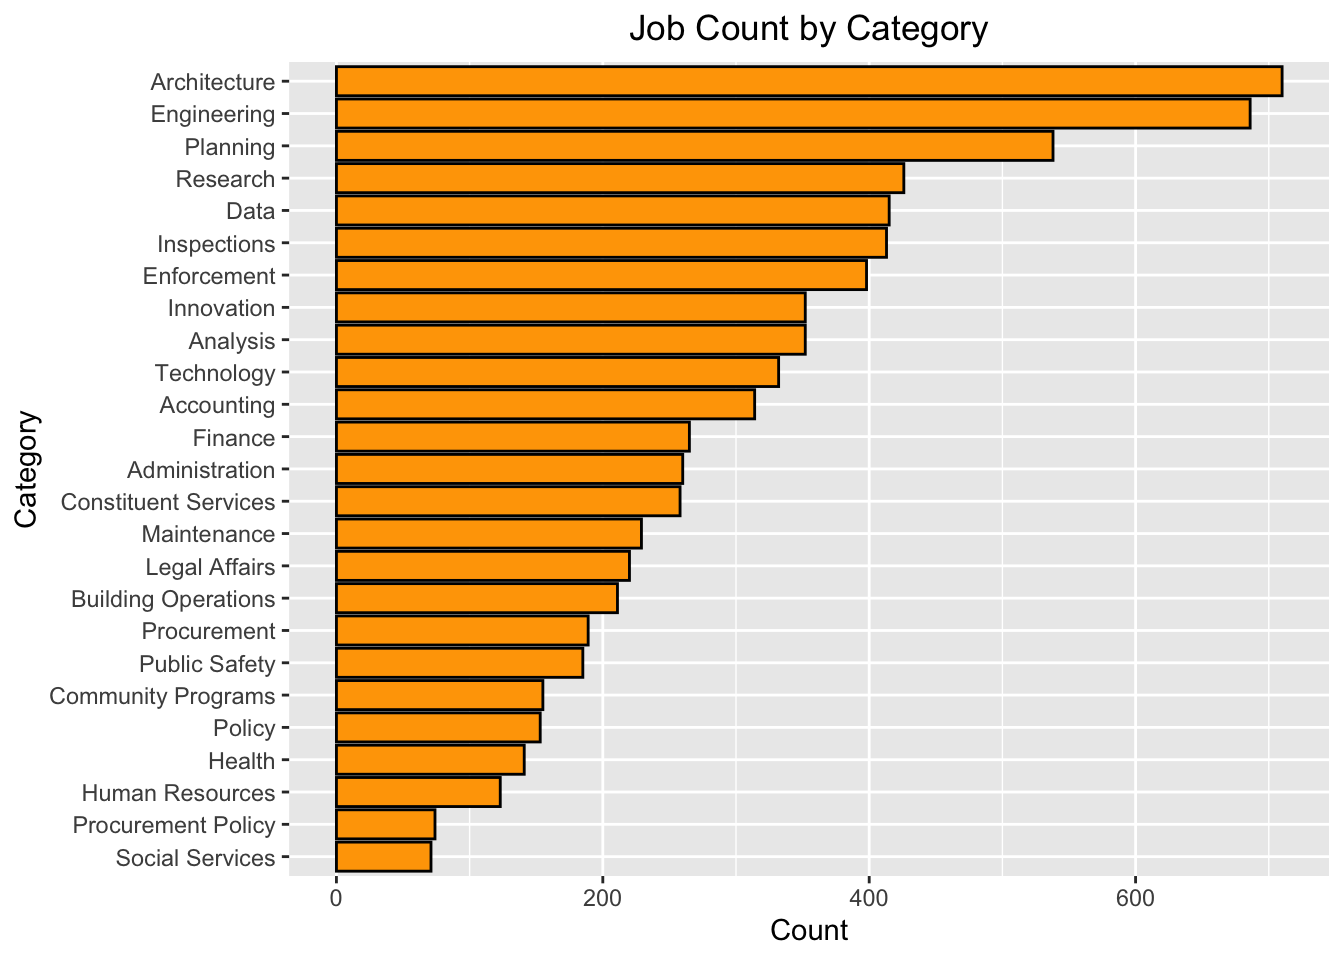 Job Count by Category
Category
Architecture
Engineering
Planning
Research
Data
Inspections
Enforcement
Innovation
Analysis
Technology
Accounting
Finance
Administration
Constituent Services
Maintenance
Legal Affairs
Building Operations
Procurement
Public Safety
Community Programs
Policy
Health
Human Resources
Procurement Policy
Social Services
0 200 400 600
Count